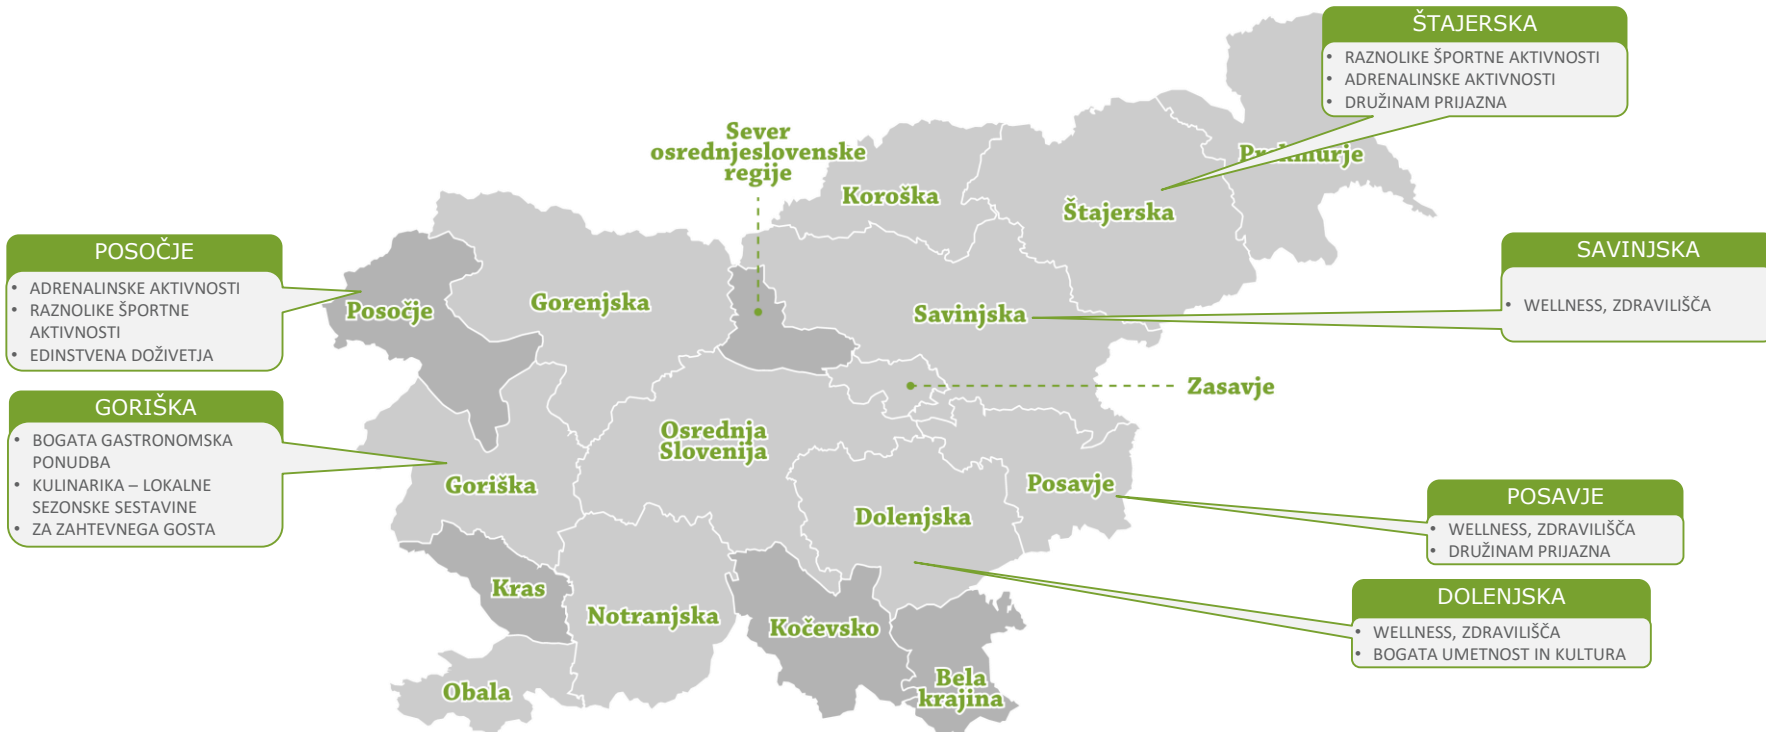 ŠTAJERSKA
• RAZNOLIKE ŠPORTNE AKTIVNOSTI
• ADRENALINSKE AKTIVNOSTI
• DRUŽINAM PRIJAZNA
Sever
osrednjeslovenske
regije
Prekmurje
Koroška
Štajerska
POSOČJE
• ADRENALINSKE AKTIVNOSTI
• RAZNOLIKE ŠPORTNE
AKTIVNOSTI
• EDINSTVENA DOŽIVETJA
SAVINJSKA
• WELLNESS, ZDRAVILIŠČA
Posočje
Gorenjska
Savinjska
Zasavje
GORIŠKA
• BOGATA GASTRONOMSKA
PONUDBA
• KULINARIKA – LOKALNE
SEZONSKE SESTAVINE
• ZA ZAHTEVNEGA GOSTA
Osrednja
Slovenija
Goriška
Posavje
Dolenjska
POSAVJE
• WELLNESS, ZDRAVILIŠČA
• DRUŽINAM PRIJAZNA
Kras
Notranjska
Kočevsko
DOLENJSKA
• WELLNESS, ZDRAVILIŠČA
• BOGATA UMETNOST IN KULTURA
Obala
Bela
krajina